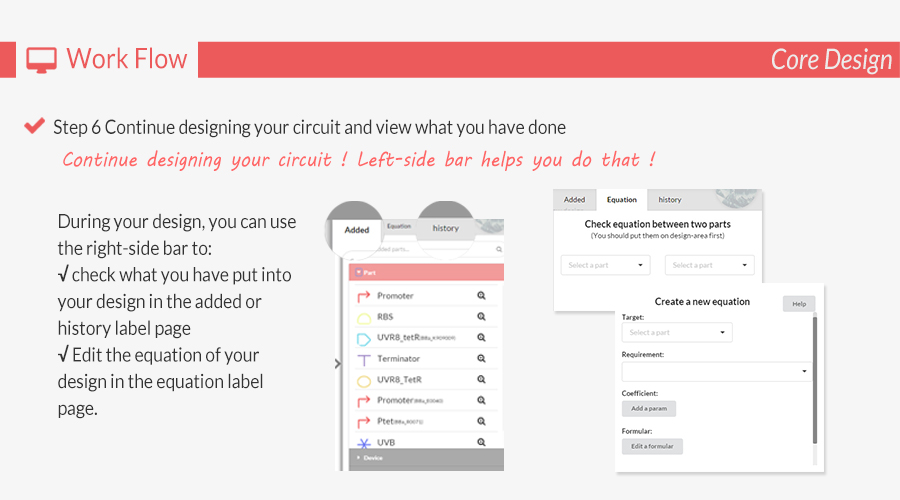 Work Flow
Core Design
Step 6 Continue designing your circuit and view what you have done
Continue designing your circuit ! Left-side bar helps you do that !
During your design, you can use
the right-side bar to:
√ check what you have put into
your design in the added or
history label page
√ Edit the equation of your
design in the equation label
page.
Added
Equation
history
dded parts...
Part
Promoter
RBS
UVR8_tetR
Terminator
UVR8_TetR
Promoter
Ptet
UVB
Device
Added
Equation
history
Check equation between two parts
(You should put them on design-area first)
Select a part
Select a part
Create a new equation
Help
Target:
Select a part
Requirement:
Coefficient:
Add a param
Formular:
Edit a formular